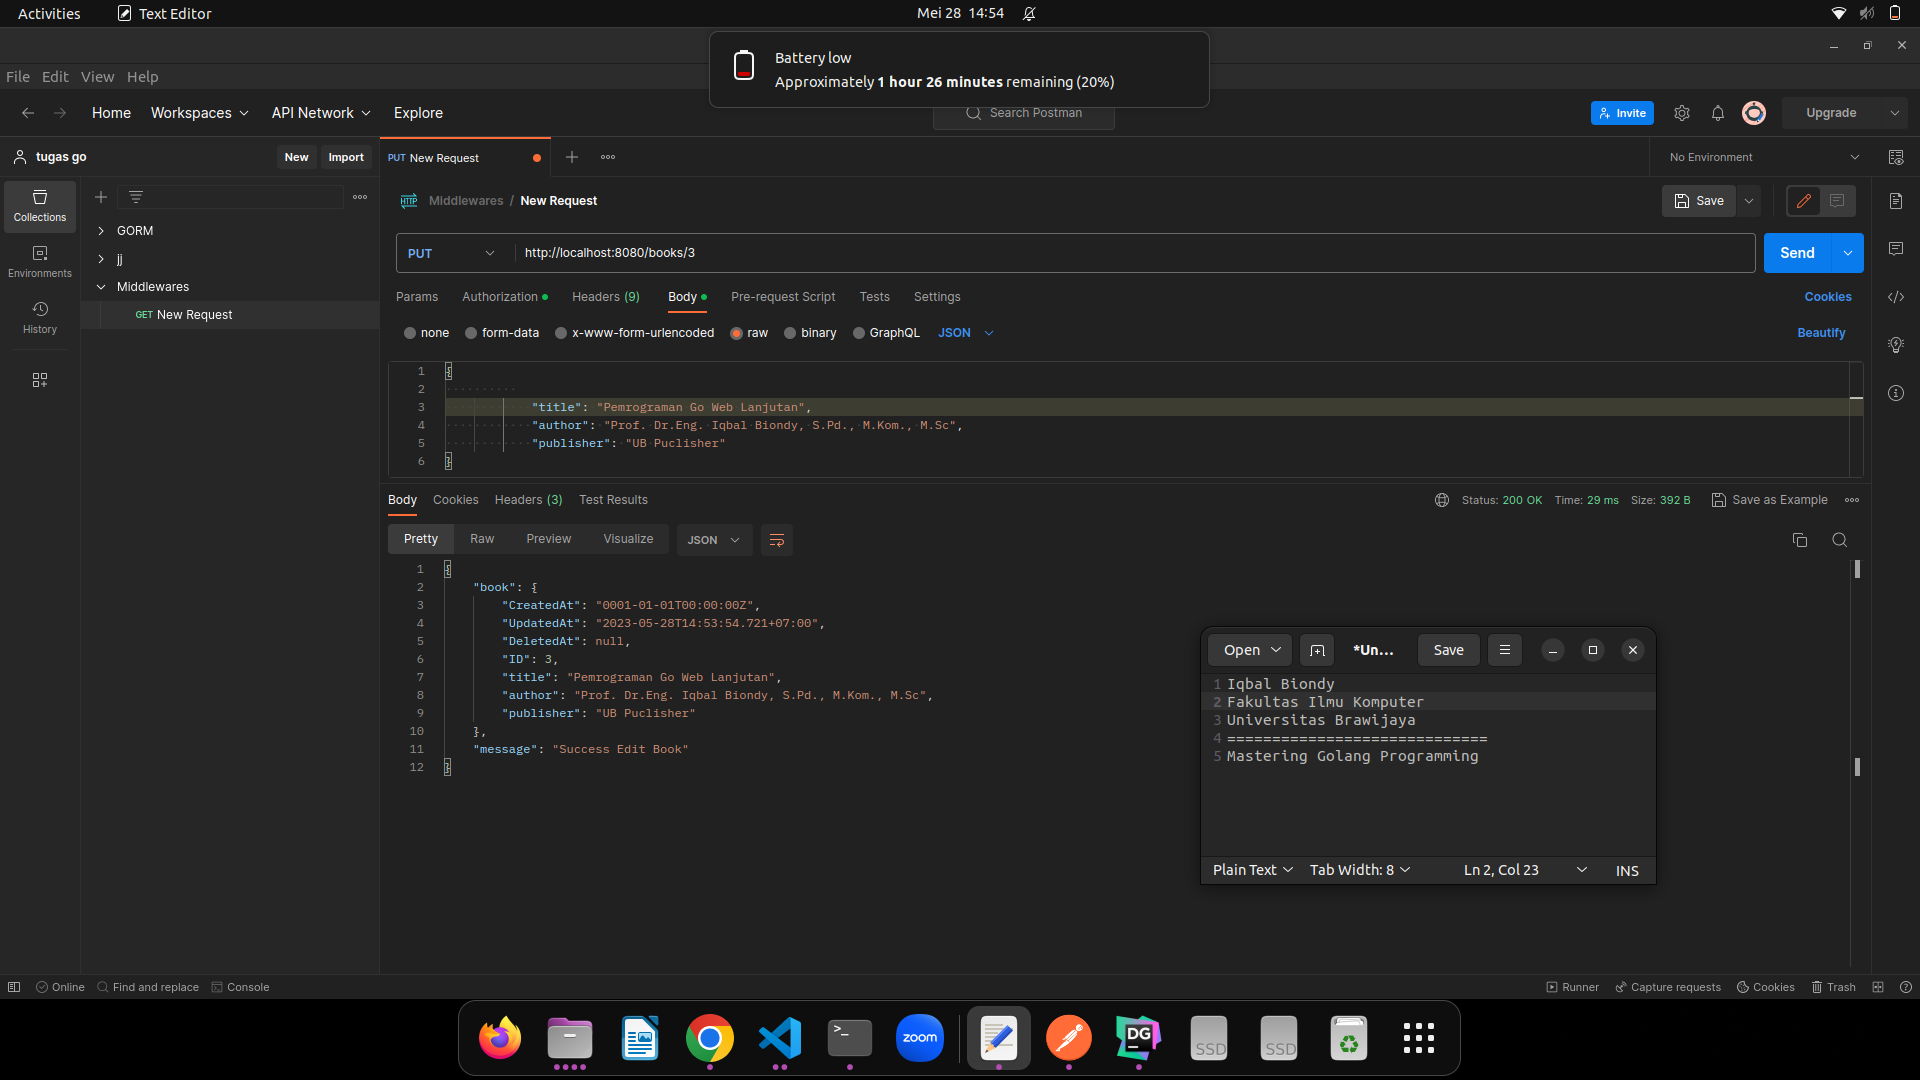 Activities
Text Editor
Mei 28 14:54
Battery low
Approximately 1 hour 26 minutes remaining (20%)
File Edit View Help
Home Workspaces API Network Explore
Search Postman
Invite
Upgrade
tugas go
New
Import
PUT New Request
No Environment
Collections
Environments
History
GORM
jj
Middlewares
GET New Request
Middlewares / New Request
Save
PUT http://localhost:8080/books/3
Send
Params Authorization Headers (9) Body Pre-request Script Tests Settings
Cookies
none form-data x-www-form-urlencoded raw binary GraphQL JSON
Beautify
1 {
2
3 "title": "Pemrograman Go Web Lanjutan",
4 "author": "Prof. Dr.Eng. Iqbal Biondy, S.Pd., M.Kom., M.Sc",
5 "publisher": "UB Puclisher"
6 }
Body Cookies Headers (3) Test Results
Status: 200 OK Time: 29 ms Size: 392 B Save as Example
Pretty Raw Preview Visualize JSON
1 {
2 "book": {
3 "CreatedAt": "0001-01-01T00:00:00Z",
4 "UpdatedAt": "2023-05-28T14:53:54.721+07:00",
5 "DeletedAt": null,
6 "ID": 3,
7 "title": "Pemrograman Go Web Lanjutan",
8 "author": "Prof. Dr.Eng. Iqbal Biondy, S.Pd., M.Kom., M.Sc",
9 "publisher": "UB Puclisher"
10 },
11 "message": "Success Edit Book"
12 }
Open *Un... Save
1 Iqbal Biondy
2 Fakultas Ilmu Komputer
3 Universitas Brawijaya
4 =============================
5 Mastering Golang Programming
Plain Text Tab Width: 8 Ln 2, Col 23 INS
Online Find and replace Console
Runner Capture requests Cookies Trash
>_
zoom
DG
SSD
SSD